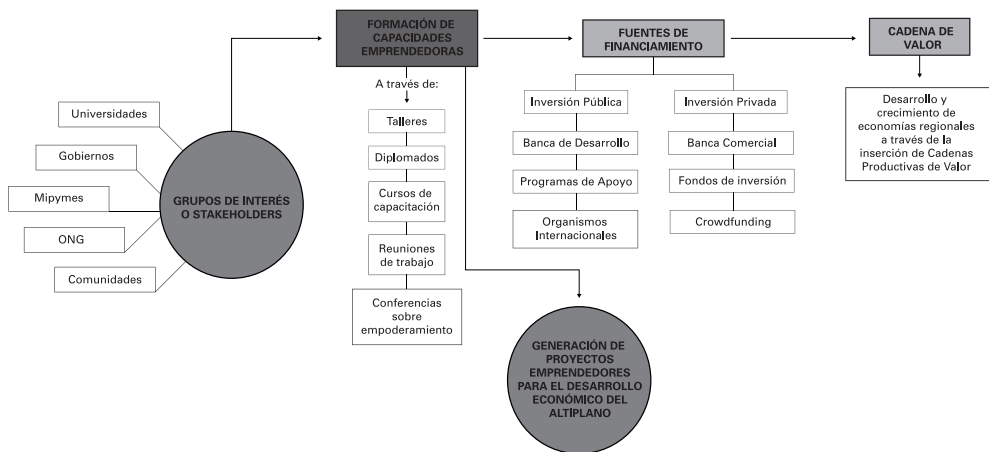 Universidades
Gobiernos
Mipymes
ONG
Comunidades
GRUPOS DE INTERÉS
O STAKEHOLDERS
FORMACIÓN DE
CAPACIDADES
EMPRENDEDORAS
A través de:
Talleres
Diplomados
Cursos de
capacitación
Reuniones
de trabajo
Conferencias
sobre
empoderamiento
GENERACIÓN DE
PROYECTOS
EMPRENDEDORES
PARA EL DESARROLLO
ECONÓMICO DEL
ALTIPLANO
FUENTES DE
FINANCIAMIENTO
Inversión Pública
Banca de Desarrollo
Programas de Apoyo
Organismos
Internacionales
Inversión Privada
Banca Comercial
Fondos de inversión
Crowdfunding
CADENA DE
VALOR
Desarrollo y
crecimiento de
economías regionales
a través de la
inserción de Cadenas
Productivas de Valor